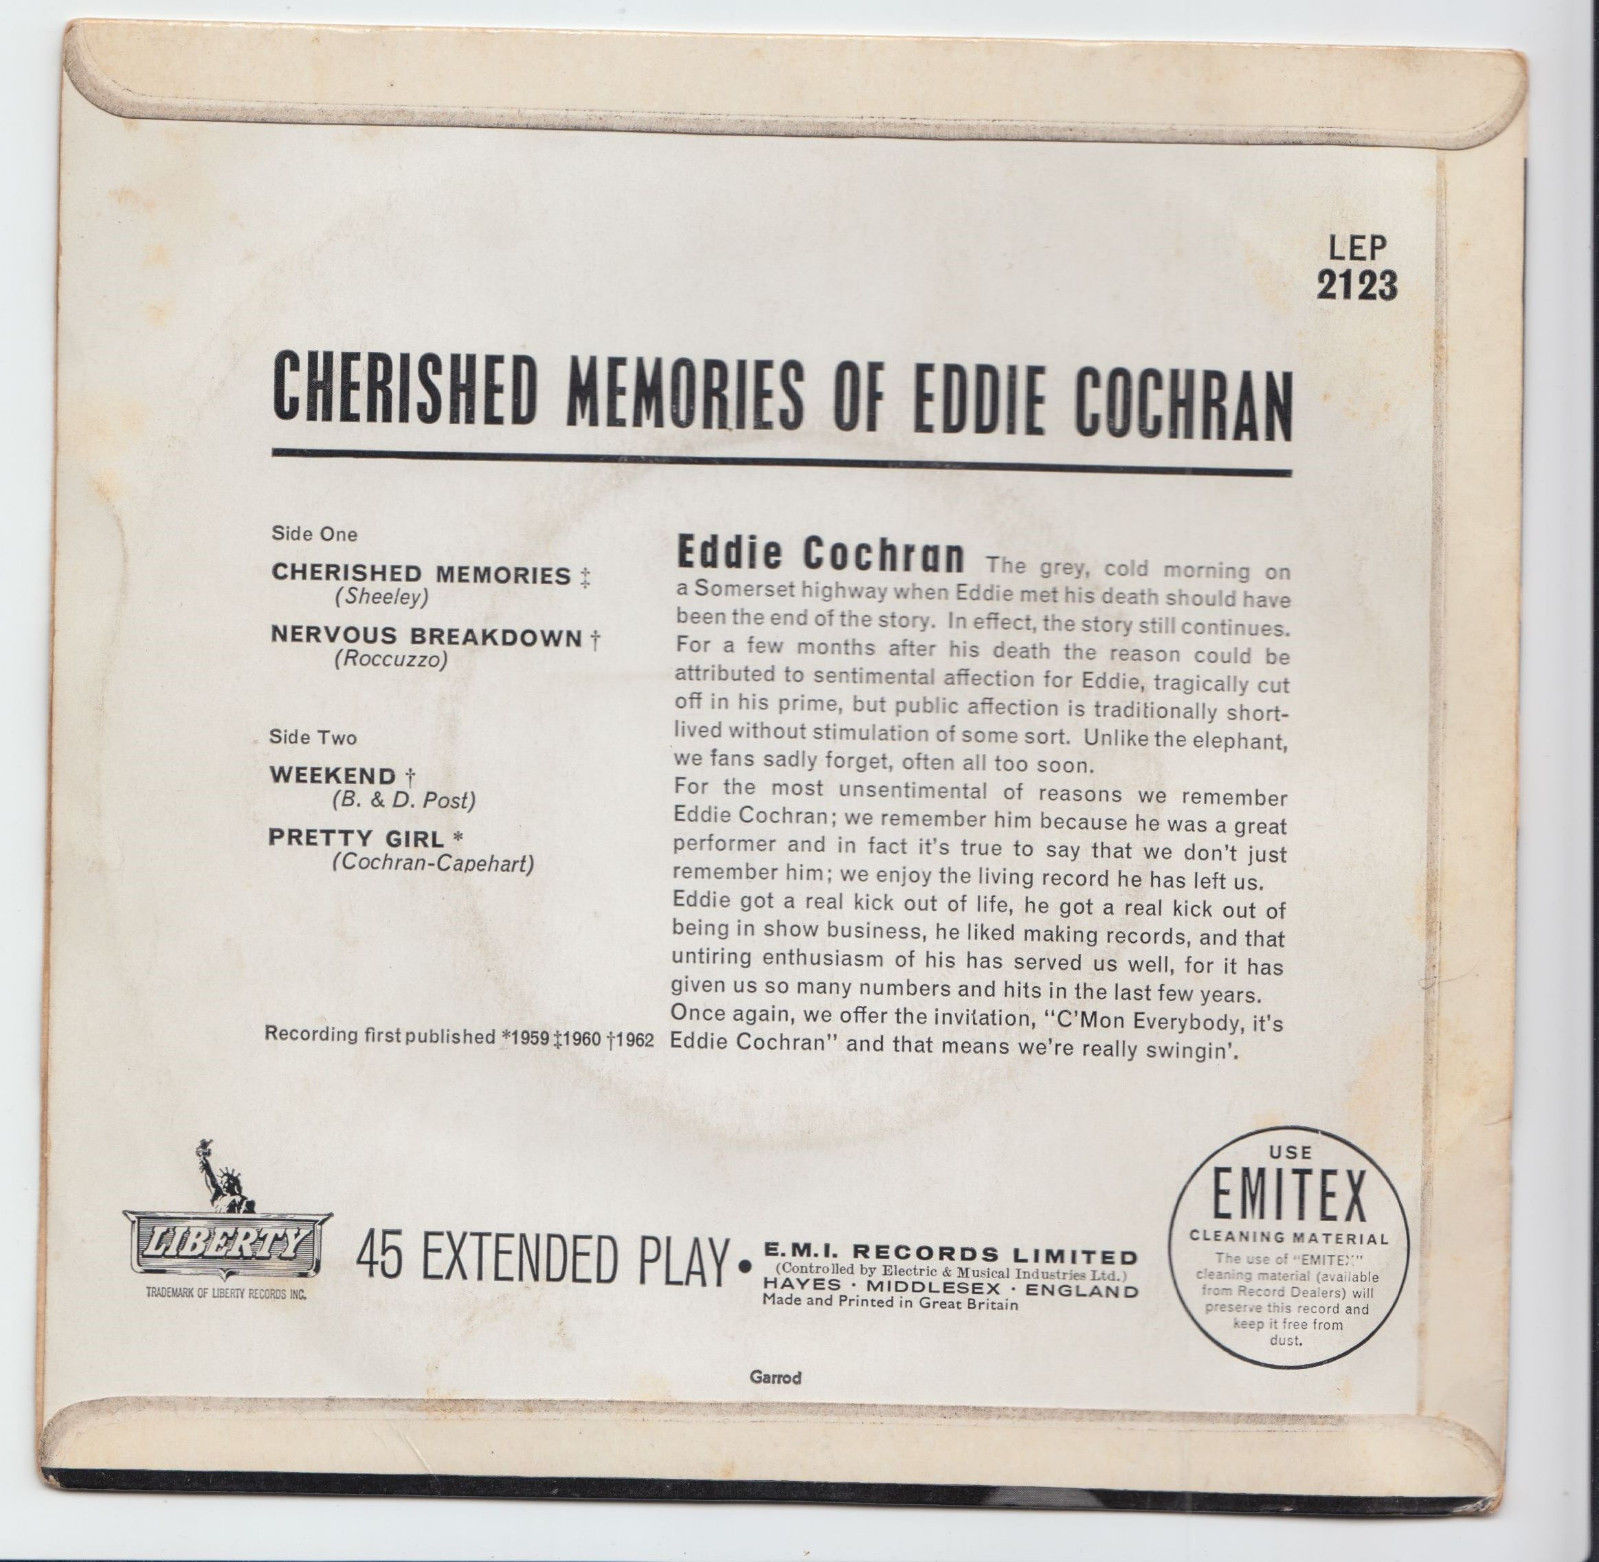 LEP
2123
CHERISHED MEMORIES OF EDDIE COCHRAN
Side One
CHERISHED MEMORIES ‡
(Sheeley)
NERVOUS BREAKDOWN †
(Roccuzzo)
Side Two
WEEKEND †
(B. & D. Post)
PRETTY GIRL *
(Cochran-Capehart)
Recording first published *1959 ‡1960 †1962
Eddie Cochran The grey, cold morning on
a Somerset highway when Eddie met his death should have
been the end of the story. In effect, the story still continues.
For a few months after his death the reason could be
attributed to sentimental affection for Eddie, tragically cut
off in his prime, but public affection is traditionally short-
lived without stimulation of some sort. Unlike the elephant,
we fans sadly forget, often all too soon.
For the most unsentimental of reasons we remember
Eddie Cochran; we remember him because he was a great
performer and in fact it's true to say that we don't just
remember him; we enjoy the living record he has left us.
Eddie got a real kick out of life, he got a real kick out of
being in show business, he liked making records, and that
untiring enthusiasm of his has served us well, for it has
given us so many numbers and hits in the last few years.
Once again, we offer the invitation, "C'Mon Everybody, it's
Eddie Cochran" and that means we're really swingin'.
LIBERTY
TRADEMARK OF LIBERTY RECORDS INC.
45 EXTENDED PLAY •
E.M.I. RECORDS LIMITED
(Controlled by Electric & Musical Industries Ltd.)
HAYES · MIDDLESEX · ENGLAND
Made and Printed in Great Britain
USE
EMITEX
CLEANING MATERIAL
The use of "EMITEX"
cleaning material (available
from Record Dealers) will
preserve this record and
keep it free from
dust.
Garrod